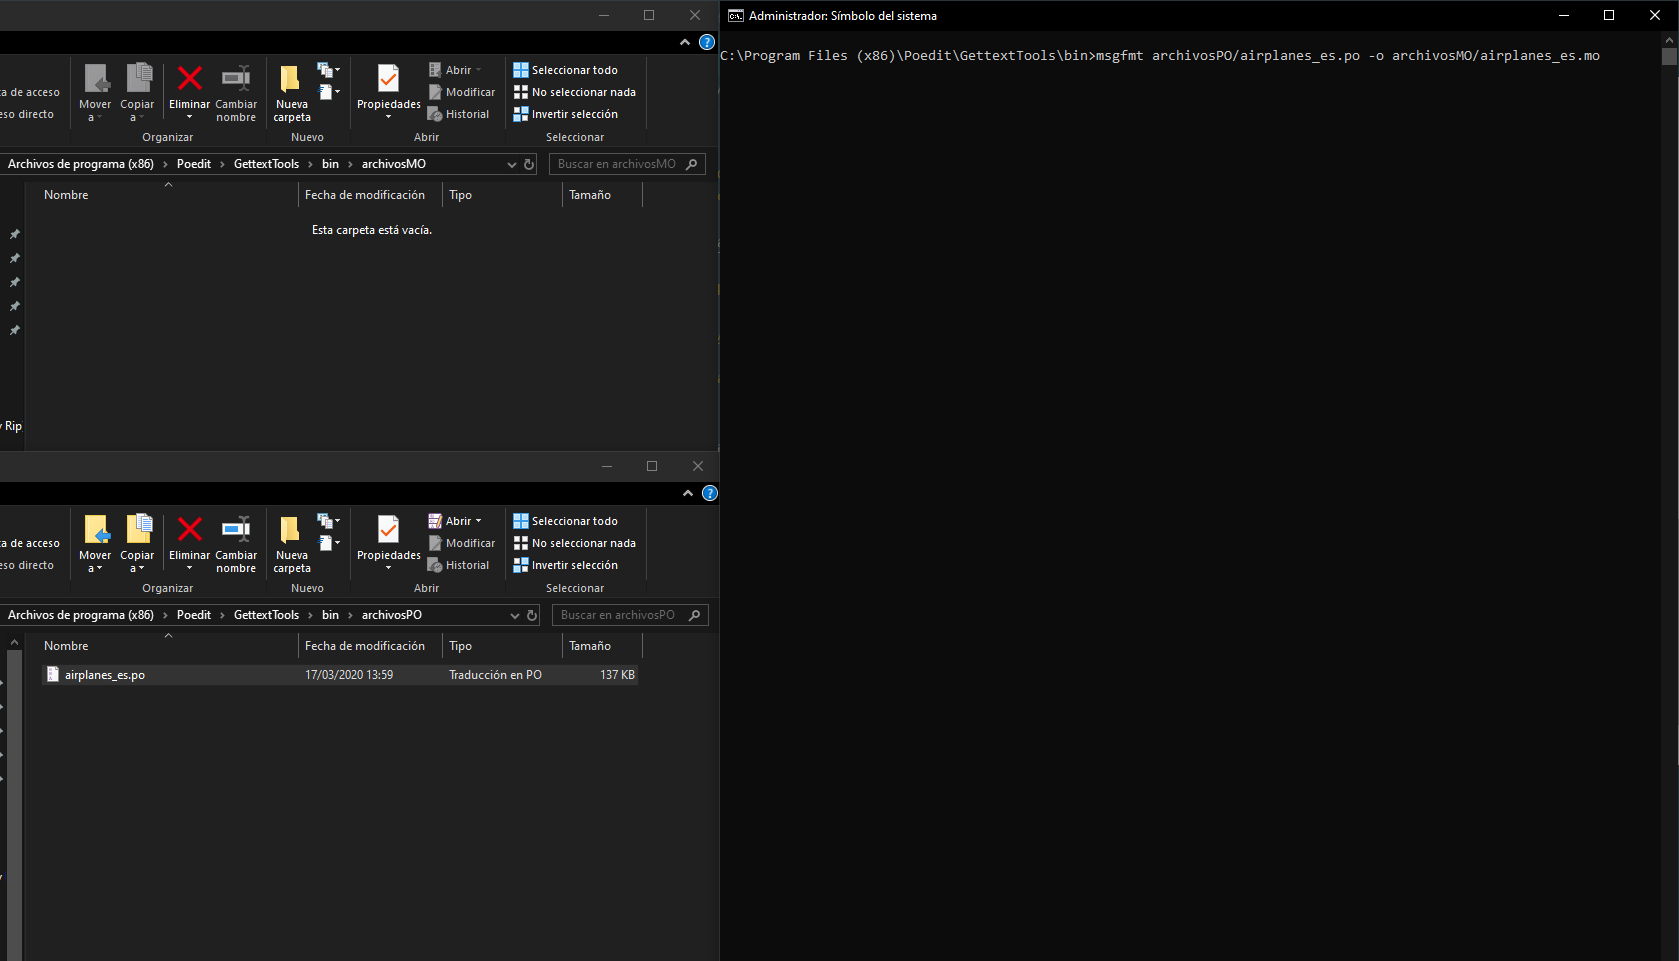 ta de acceso
eso directo
Mover a
Copiar a
Eliminar
Cambiar nombre
Organizar
Nueva carpeta
Nuevo
Propiedades
Abrir
Modificar
Historial
Abrir
Seleccionar todo
No seleccionar nada
Invertir selección
Seleccionar
Archivos de programa (x86) › Poedit › GettextTools › bin › archivosMO
Buscar en archivosMO
Nombre Fecha de modificación Tipo Tamaño
Esta carpeta está vacía.
y Rip
ta de acceso
eso directo
Mover a
Copiar a
Eliminar
Cambiar nombre
Organizar
Nueva carpeta
Nuevo
Propiedades
Abrir
Modificar
Historial
Abrir
Seleccionar todo
No seleccionar nada
Invertir selección
Seleccionar
Archivos de programa (x86) › Poedit › GettextTools › bin › archivosPO
Buscar en archivosPO
Nombre Fecha de modificación Tipo Tamaño
airplanes_es.po 17/03/2020 13:59 Traducción en PO 137 KB
Administrador: Símbolo del sistema
C:\Program Files (x86)\Poedit\GettextTools\bin>msgfmt archivosPO/airplanes_es.po -o archivosMO/airplanes_es.mo